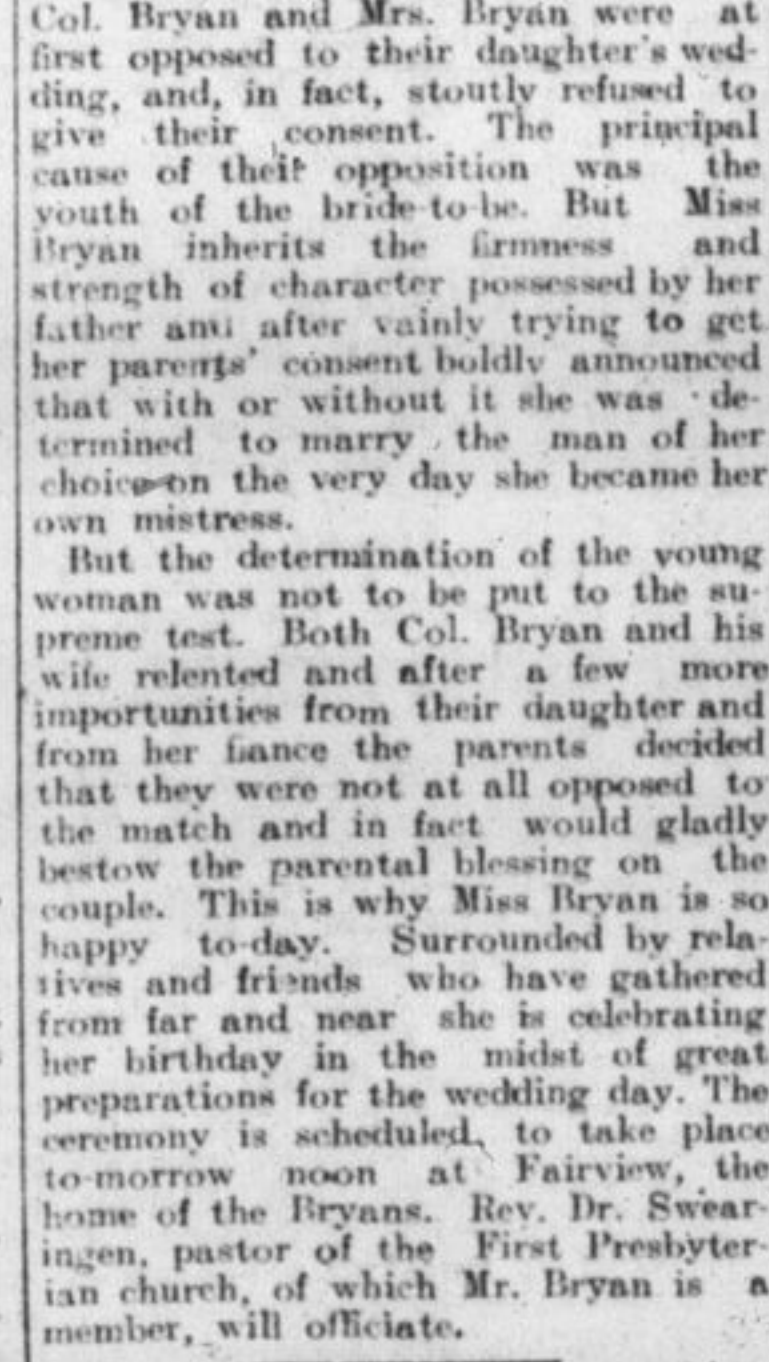 Col. Bryan and Mrs. Bryan were at
first opposed to their daughter's wed-
ding, and, in fact, stoutly refused to
give their consent. The principal
cause of their opposition was the
youth of the bride-to-be. But Miss
Bryan inherits the firmness and
strength of character possessed by her
father and after vainly trying to get
her parents' consent boldly announced
that with or without it she was de-
termined to marry the man of her
choice on the very day she became her
own mistress.
But the determination of the young
woman was not to be put to the su-
preme test. Both Col. Bryan and his
wife relented and after a few more
importunities from their daughter and
from her fiance the parents decided
that they were not at all opposed to
the match and in fact would gladly
bestow the parental blessing on the
couple. This is why Miss Bryan is so
happy to-day. Surrounded by rela-
tives and friends who have gathered
from far and near she is celebrating
her birthday in the midst of great
preparations for the wedding day. The
ceremony is scheduled to take place
to-morrow noon at Fairview, the
home of the Bryans. Rev. Dr. Swear-
ingen, pastor of the First Presbyter-
ian church, of which Mr. Bryan is a
member, will officiate.